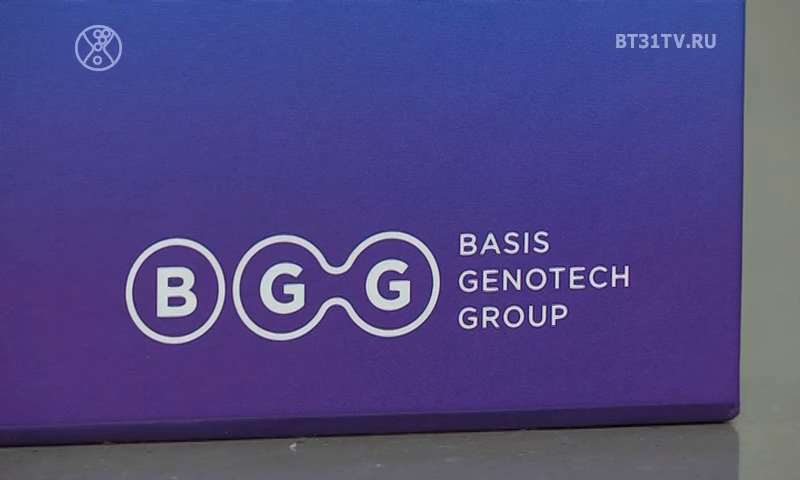 BT31TV.RU
BGG
BASIS
GENOTECH
GROUP